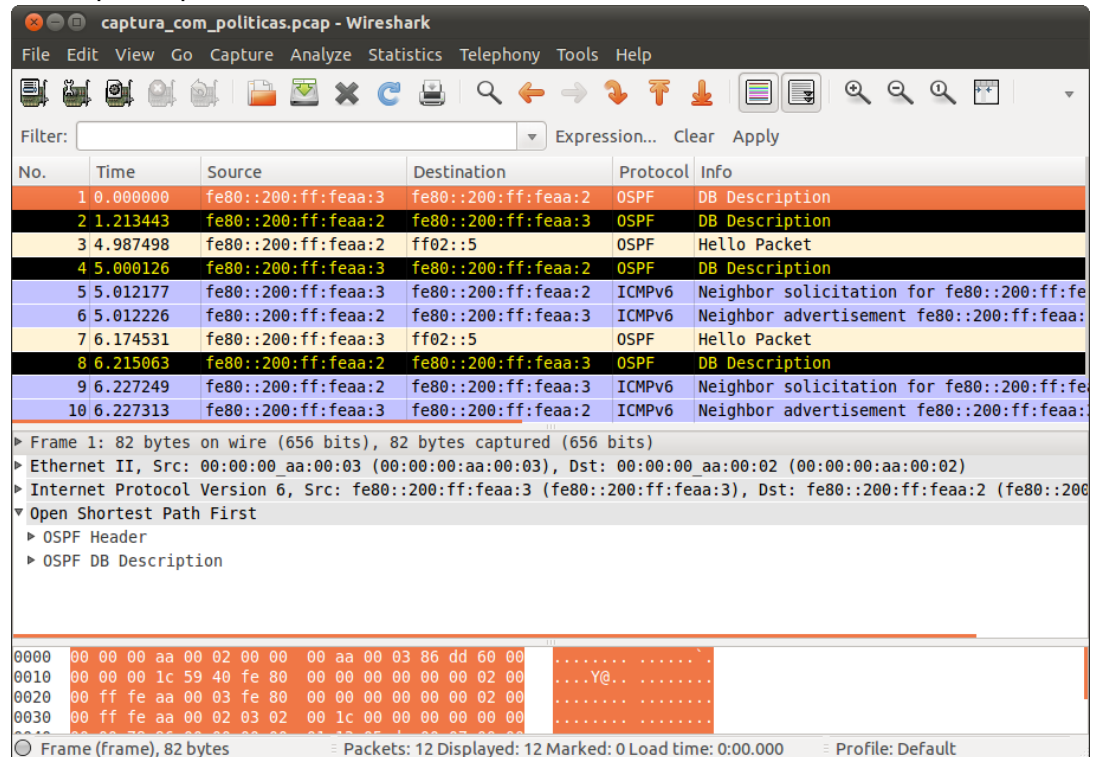 captura_com_politicas.pcap - Wireshark
File Edit View Go Capture Analyze Statistics Telephony Tools Help
Filter: Expression... Clear Apply
No. Time Source Destination Protocol Info
1 0.000000 fe80::200:ff:feaa:3 fe80::200:ff:feaa:2 OSPF DB Description
2 1.213443 fe80::200:ff:feaa:2 fe80::200:ff:feaa:3 OSPF DB Description
3 4.987498 fe80::200:ff:feaa:2 ff02::5 OSPF Hello Packet
4 5.000126 fe80::200:ff:feaa:3 fe80::200:ff:feaa:2 OSPF DB Description
5 5.012177 fe80::200:ff:feaa:3 fe80::200:ff:feaa:2 ICMPv6 Neighbor solicitation for fe80::200:ff:fe
6 5.012226 fe80::200:ff:feaa:2 fe80::200:ff:feaa:3 ICMPv6 Neighbor advertisement fe80::200:ff:feaa:
7 6.174531 fe80::200:ff:feaa:3 ff02::5 OSPF Hello Packet
8 6.215063 fe80::200:ff:feaa:2 fe80::200:ff:feaa:3 OSPF DB Description
9 6.227249 fe80::200:ff:feaa:2 fe80::200:ff:feaa:3 ICMPv6 Neighbor solicitation for fe80::200:ff:fe
10 6.227313 fe80::200:ff:feaa:3 fe80::200:ff:feaa:2 ICMPv6 Neighbor advertisement fe80::200:ff:feaa:
Frame 1: 82 bytes on wire (656 bits), 82 bytes captured (656 bits)
Ethernet II, Src: 00:00:00_aa:00:03 (00:00:00:aa:00:03), Dst: 00:00:00_aa:00:02 (00:00:00:aa:00:02)
Internet Protocol Version 6, Src: fe80::200:ff:feaa:3 (fe80::200:ff:feaa:3), Dst: fe80::200:ff:feaa:2 (fe80::200
Open Shortest Path First
OSPF Header
OSPF DB Description
0000 00 00 00 aa 00 02 00 00 00 aa 00 03 86 dd 60 00 ........ ......`.
0010 00 00 00 1c 59 40 fe 80 00 00 00 00 00 00 02 00 ....Y@.. ........
0020 00 ff fe aa 00 03 fe 80 00 00 00 00 00 00 02 00 ........ ........
0030 00 ff fe aa 00 02 03 02 00 1c 00 00 00 00 00 00 ........ ........
Frame (frame), 82 bytes Packets: 12 Displayed: 12 Marked: 0 Load time: 0:00.000 Profile: Default